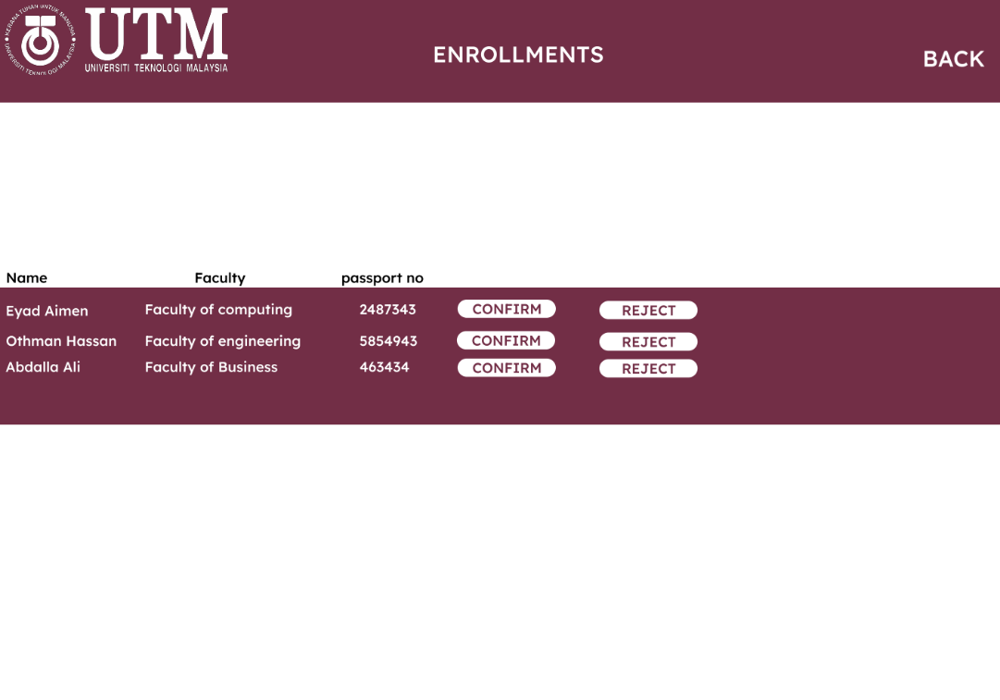 KERANA TUHAN UNTUK MANUSIA
UNIVERSITI TEKNOLOGI MALAYSIA
UTM
UNIVERSITI TEKNOLOGI MALAYSIA
ENROLLMENTS
BACK
Name Faculty passport no
Eyad Aimen Faculty of computing 2487343 CONFIRM REJECT
Othman Hassan Faculty of engineering 5854943 CONFIRM REJECT
Abdalla Ali Faculty of Business 463434 CONFIRM REJECT